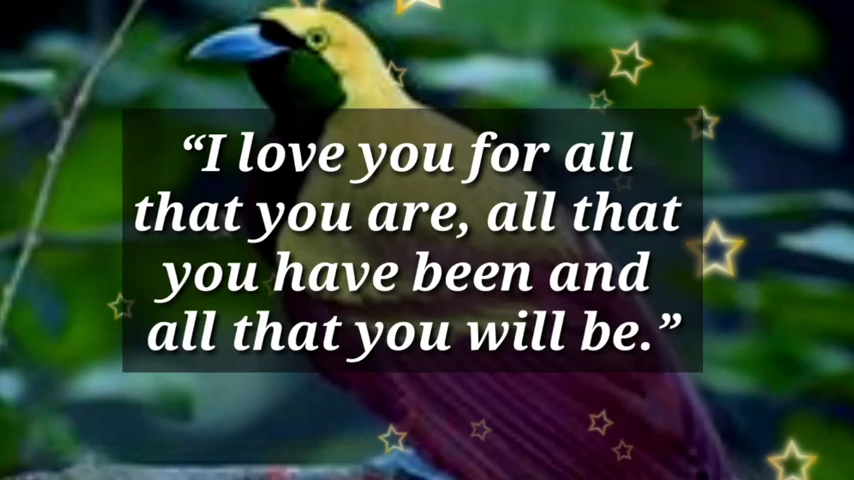 “I love you for all
that you are, all that
you have been and
all that you will be.”